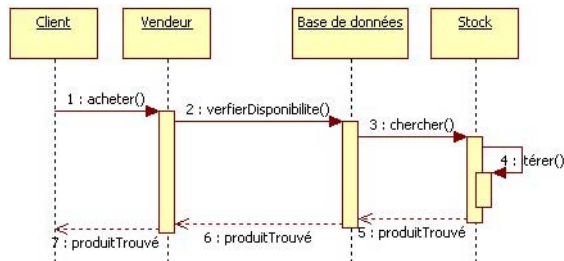 Client
Vendeur
Base de données
Stock
1 : acheter()
2 : verfierDisponibilite()
3 : chercher()
4 : térer()
5 : produitTrouvé
6 : produitTrouvé
7 : produitTrouvé